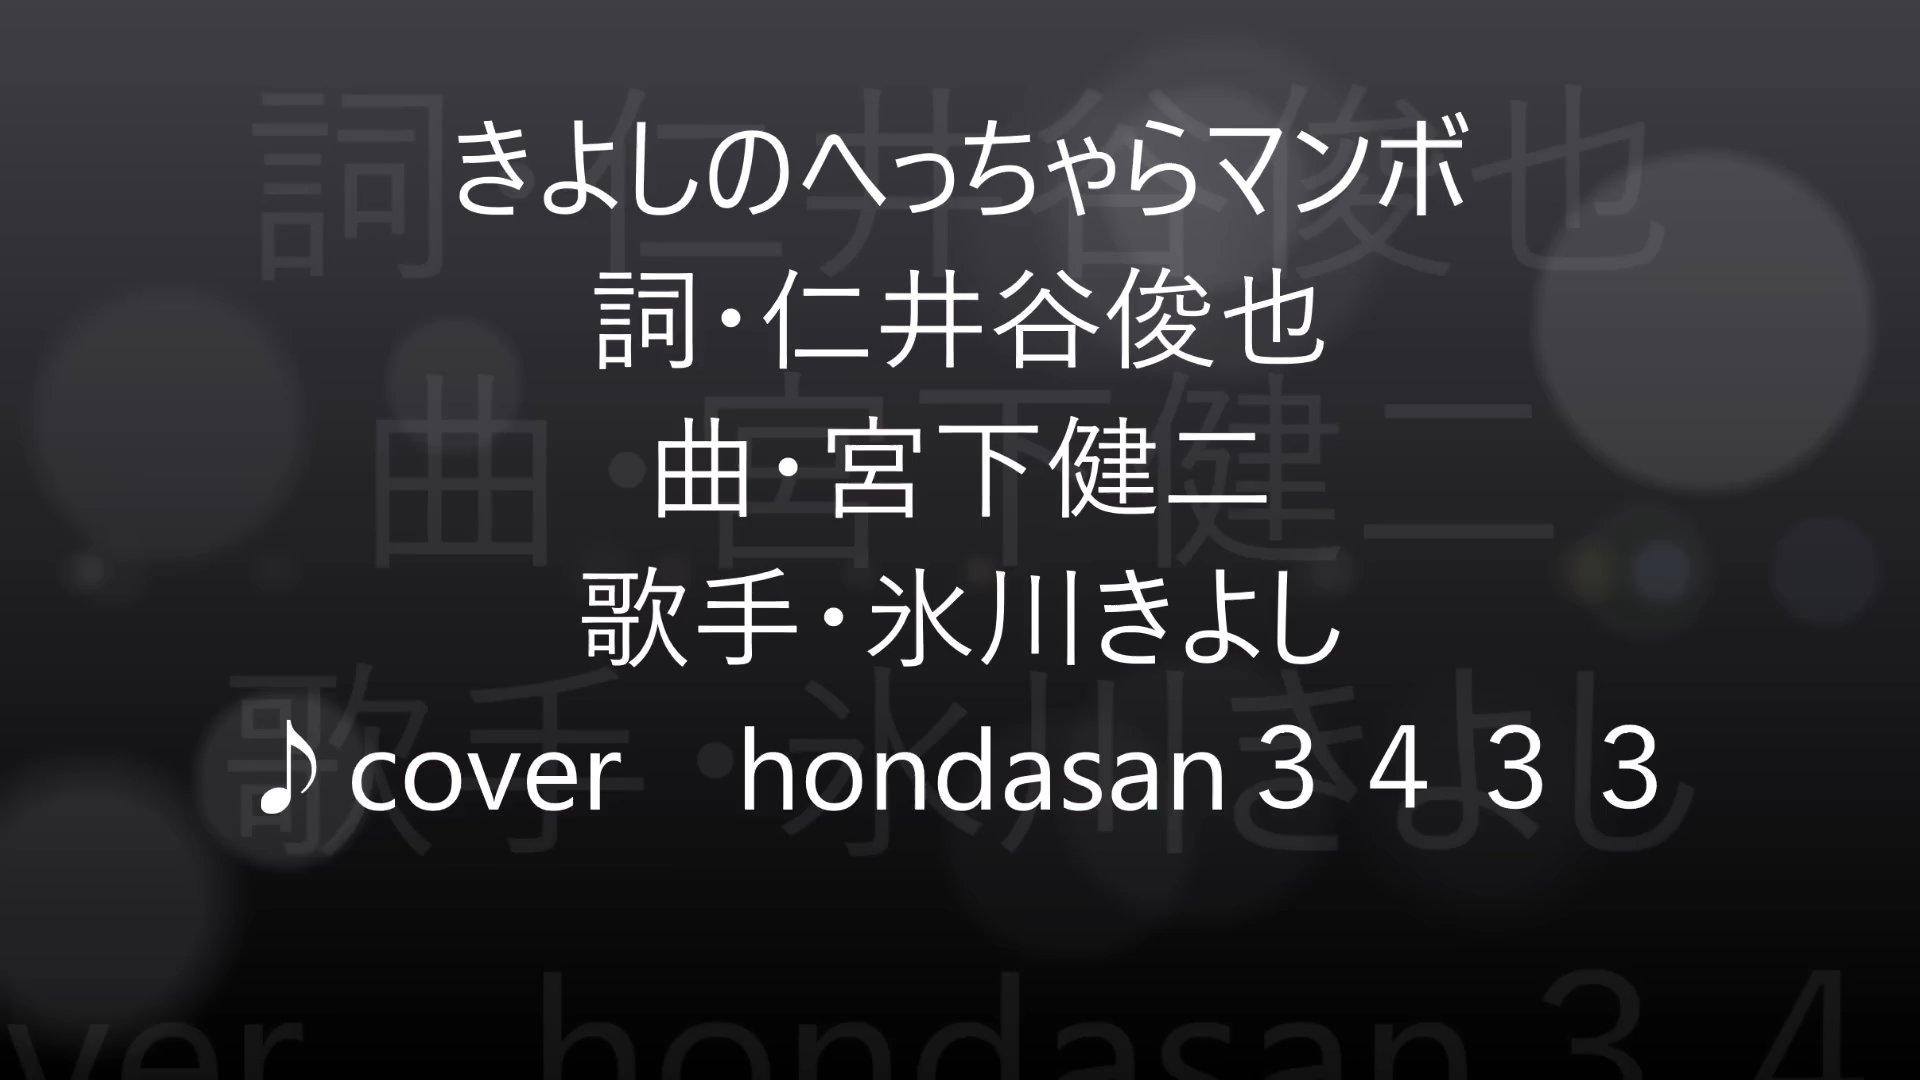 きよしのへっちゃらマンボ
詞・仁井谷俊也
曲・宮下健二
歌手・氷川きよし
♪cover　hondasan３４３３